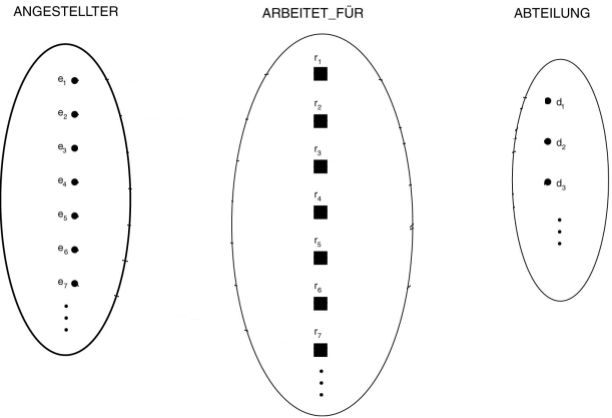 ANGESTELLTER
ARBEITET_FÜR
ABTEILUNG
e1
e2
e3
e4
e5
e6
e7
r1
r2
r3
r4
r5
r6
r7
d1
d2
d3